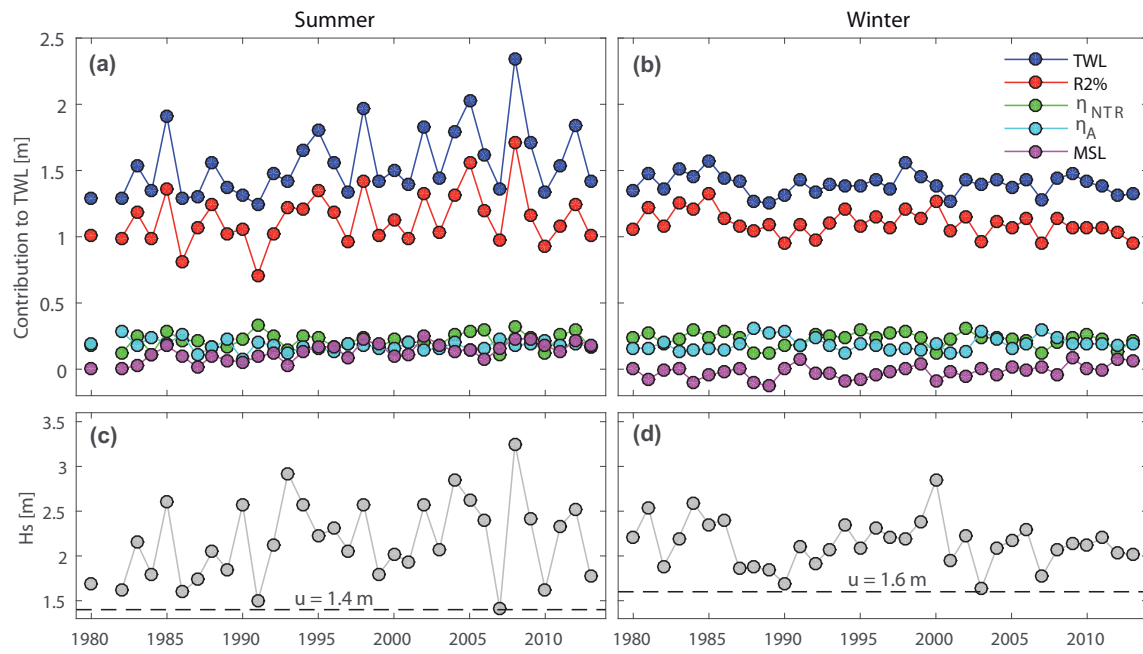 Summer
Winter
Contribution to TWL [m]
2.5
2
1.5
1
0.5
0
(a)
(b)
TWL
R2%
η NTR
η A
MSL
Hs [m]
3.5
3
2.5
2
1.5
(c)
(d)
u = 1.4 m
u = 1.6 m
1980 1985 1990 1995 2000 2005 2010
1980 1985 1990 1995 2000 2005 2010